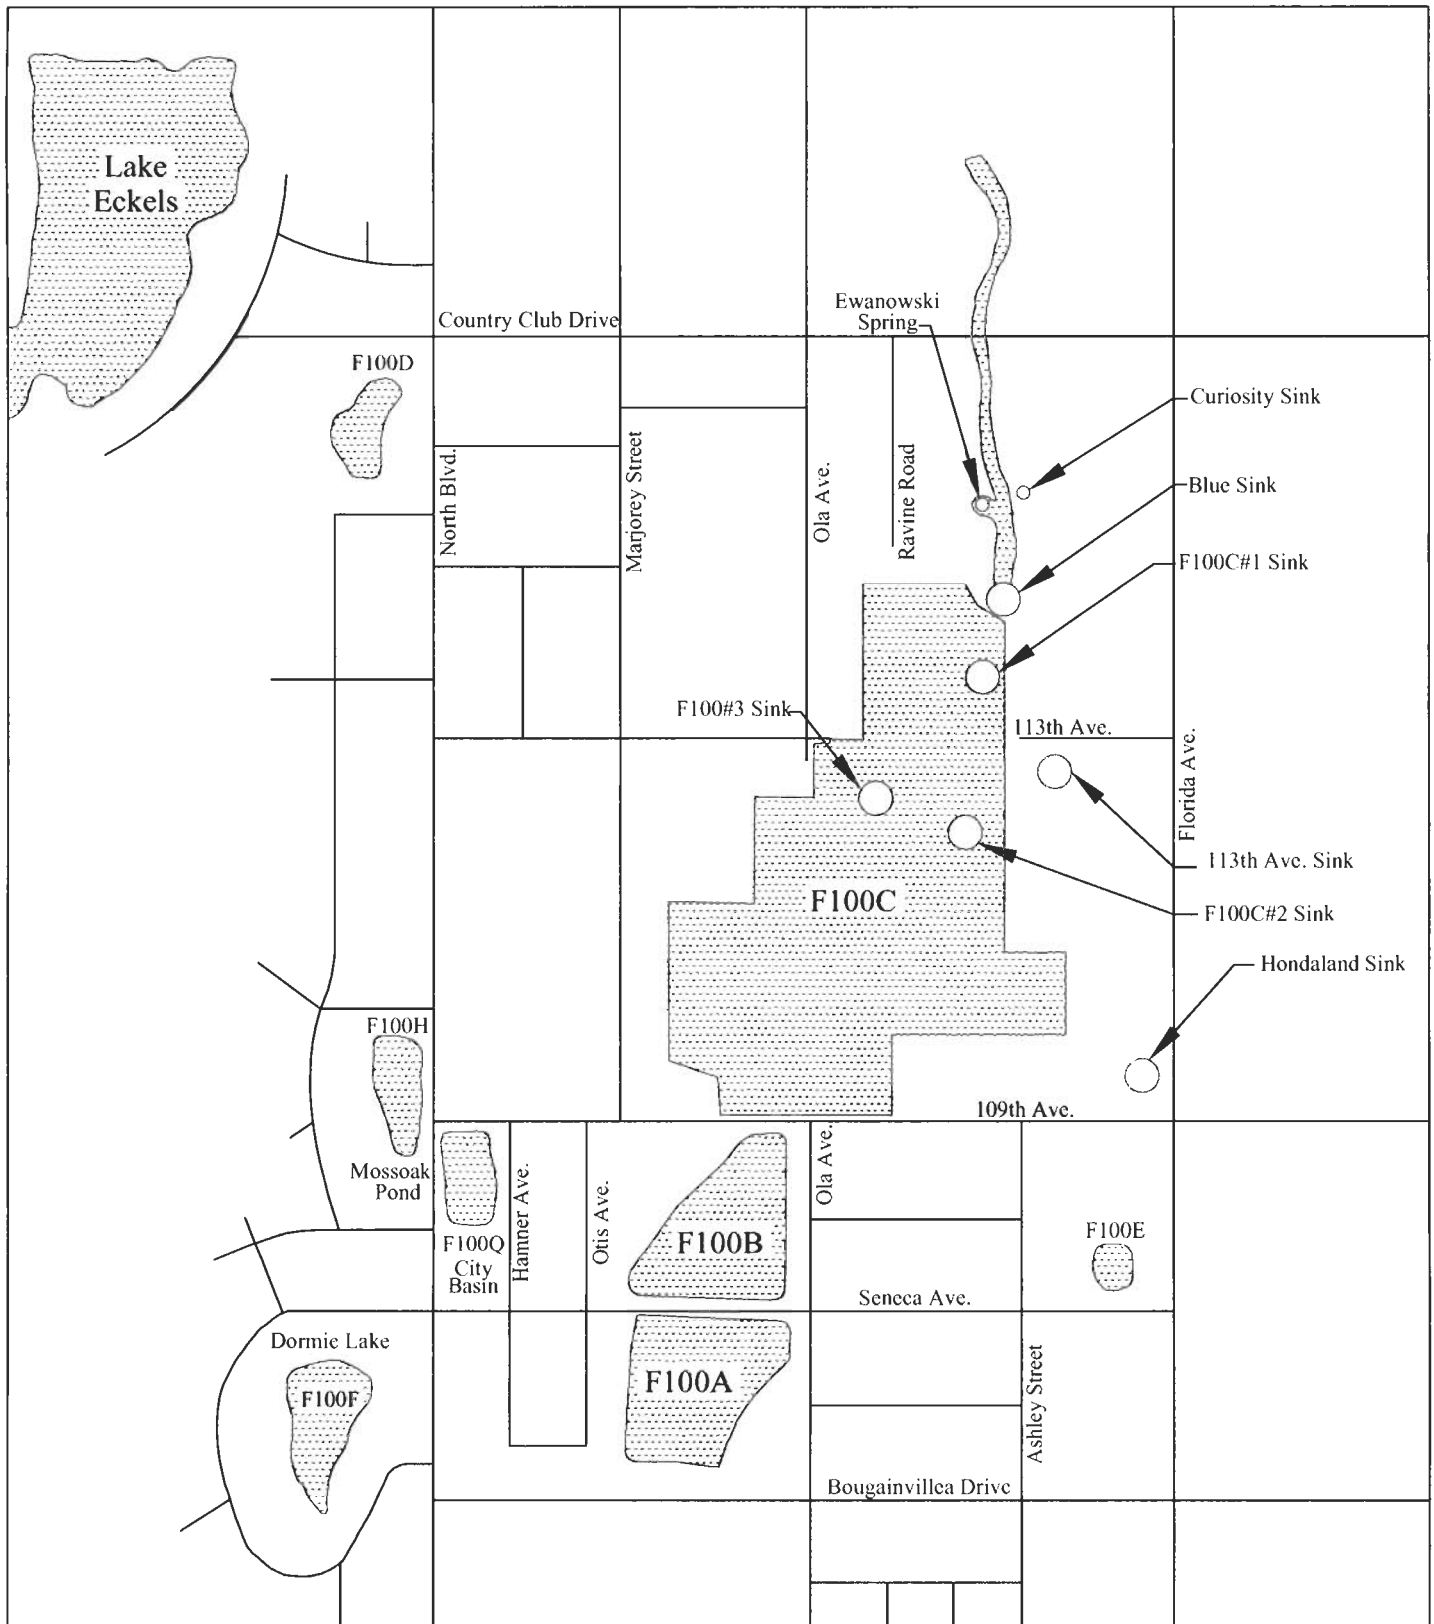 Lake
Eckels
Ewanowski
Spring
Country Club Drive
F100D
Curiosity Sink
North Blvd.
Marjorey Street
Ola Ave.
Ravine Road
Blue Sink
F100C#1 Sink
F100#3 Sink
113th Ave.
Florida Ave.
113th Ave. Sink
F100C
F100C#2 Sink
Hondaland Sink
F100H
109th Ave.
Mossoak
Pond
Hamner Ave.
Otis Ave.
Ola Ave.
F100Q
City
Basin
F100B
F100E
Seneca Ave.
Dormie Lake
F100F
F100A
Ashley Street
Bougainvillea Drive